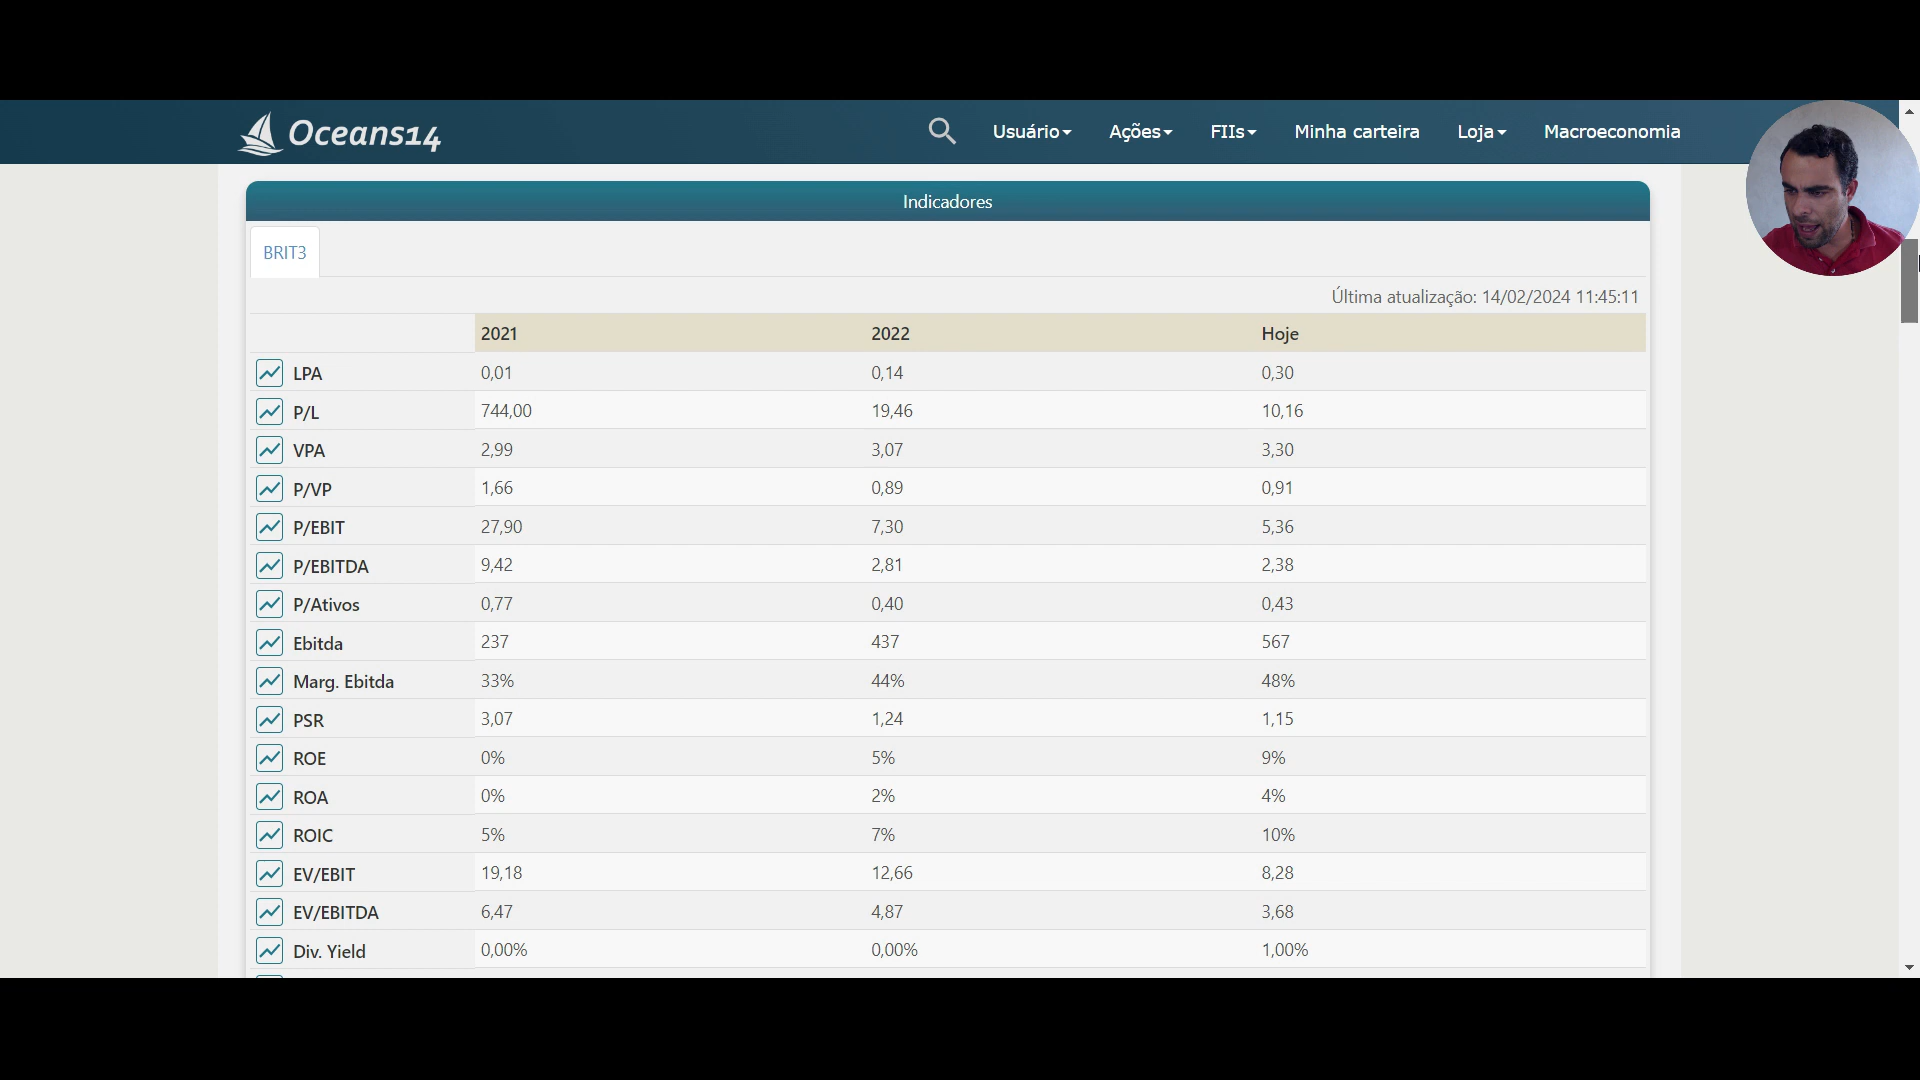 Oceans14
Usuário Ações FIIs Minha carteira Loja Macroeconomia
Indicadores
BRIT3
Última atualização: 14/02/2024 11:45:11
2021 2022 Hoje
LPA 0,01 0,14 0,30
P/L 744,00 19,46 10,16
VPA 2,99 3,07 3,30
P/VP 1,66 0,89 0,91
P/EBIT 27,90 7,30 5,36
P/EBITDA 9,42 2,81 2,38
P/Ativos 0,77 0,40 0,43
Ebitda 237 437 567
Marg. Ebitda 33% 44% 48%
PSR 3,07 1,24 1,15
ROE 0% 5% 9%
ROA 0% 2% 4%
ROIC 5% 7% 10%
EV/EBIT 19,18 12,66 8,28
EV/EBITDA 6,47 4,87 3,68
Div. Yield 0,00% 0,00% 1,00%